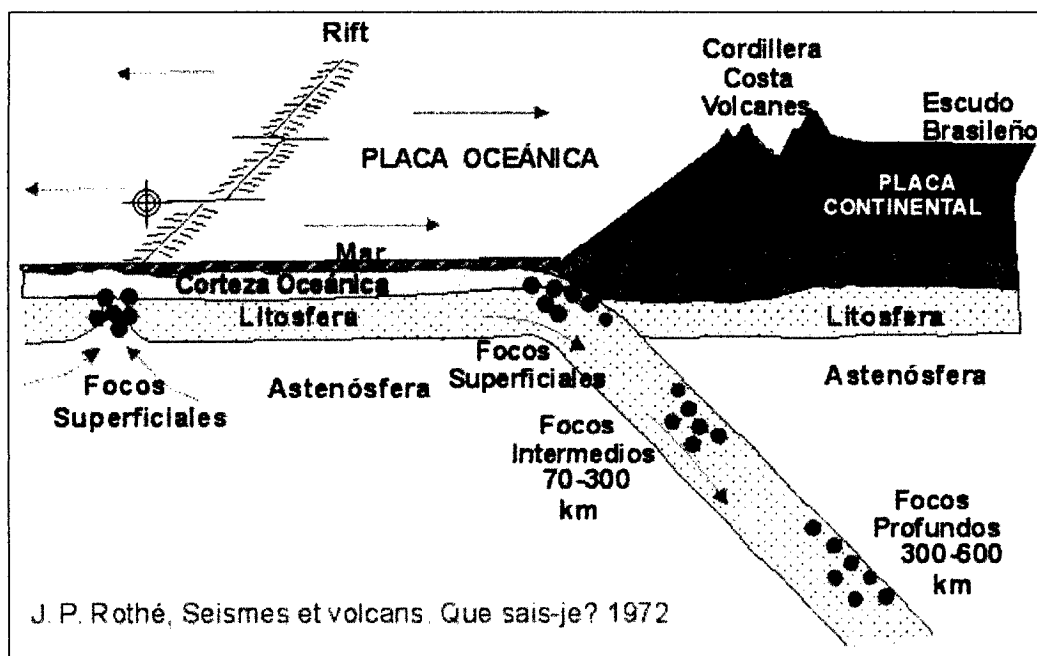 Rift
Cordillera
Costa
Volcanes
Escudo
Brasileño
PLACA OCEÁNICA
PLACA
CONTINENTAL
Mar
Corteza Oceánica
Litosfera
Litosfera
Focos
Superficiales
Astenósfera
Focos
Superficiales
Astenósfera
Focos
Intermedios
70-300
km
Focos
Profundos
300-600
km
J. P. Rothé, Seismes et volcans. Que sais-je? 1972